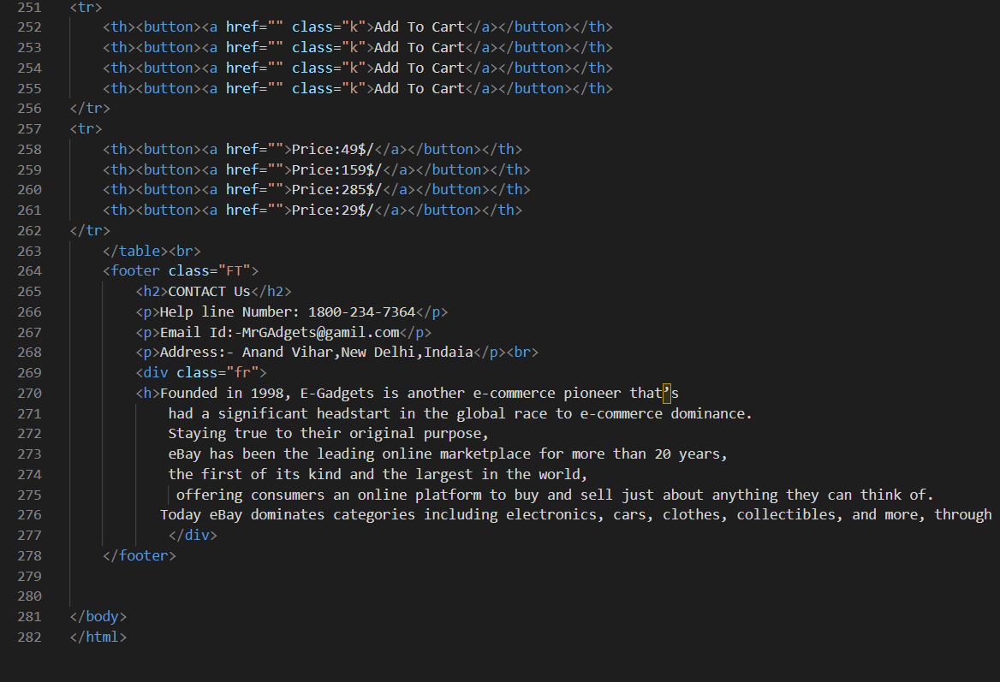 251 <tr>
252 <th><button><a href="" class="k">Add To Cart</a></button></th>
253 <th><button><a href="" class="k">Add To Cart</a></button></th>
254 <th><button><a href="" class="k">Add To Cart</a></button></th>
255 <th><button><a href="" class="k">Add To Cart</a></button></th>
256 </tr>
257 <tr>
258 <th><button><a href="">Price:49$/</a></button></th>
259 <th><button><a href="">Price:159$/</a></button></th>
260 <th><button><a href="">Price:285$/</a></button></th>
261 <th><button><a href="">Price:29$/</a></button></th>
262 </tr>
263 </table><br>
264 <footer class="FT">
265 <h2>CONTACT Us</h2>
266 <p>Help line Number: 1800-234-7364</p>
267 <p>Email Id:-MrGAdgets@gamil.com</p>
268 <p>Address:- Anand Vihar,New Delhi,Indaia</p><br>
269 <div class="fr">
270 <h>Founded in 1998, E-Gadgets is another e-commerce pioneer that’s
271 had a significant headstart in the global race to e-commerce dominance.
272 Staying true to their original purpose,
273 eBay has been the leading online marketplace for more than 20 years,
274 the first of its kind and the largest in the world,
275 offering consumers an online platform to buy and sell just about anything they can think of.
276 Today eBay dominates categories including electronics, cars, clothes, collectibles, and more, through
277 </div>
278 </footer>
279
280
281 </body>
282 </html>